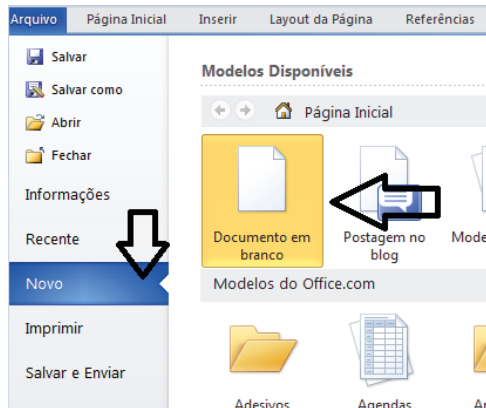 Arquivo Página Inicial Inserir Layout da Página Referências
Salvar
Salvar como
Abrir
Fechar
Informações
Recente
Novo
Imprimir
Salvar e Enviar
Modelos Disponíveis
Página Inicial
Documento em
branco
Postagem no
blog
Modelos do Office.com
Adesivos
Agendas